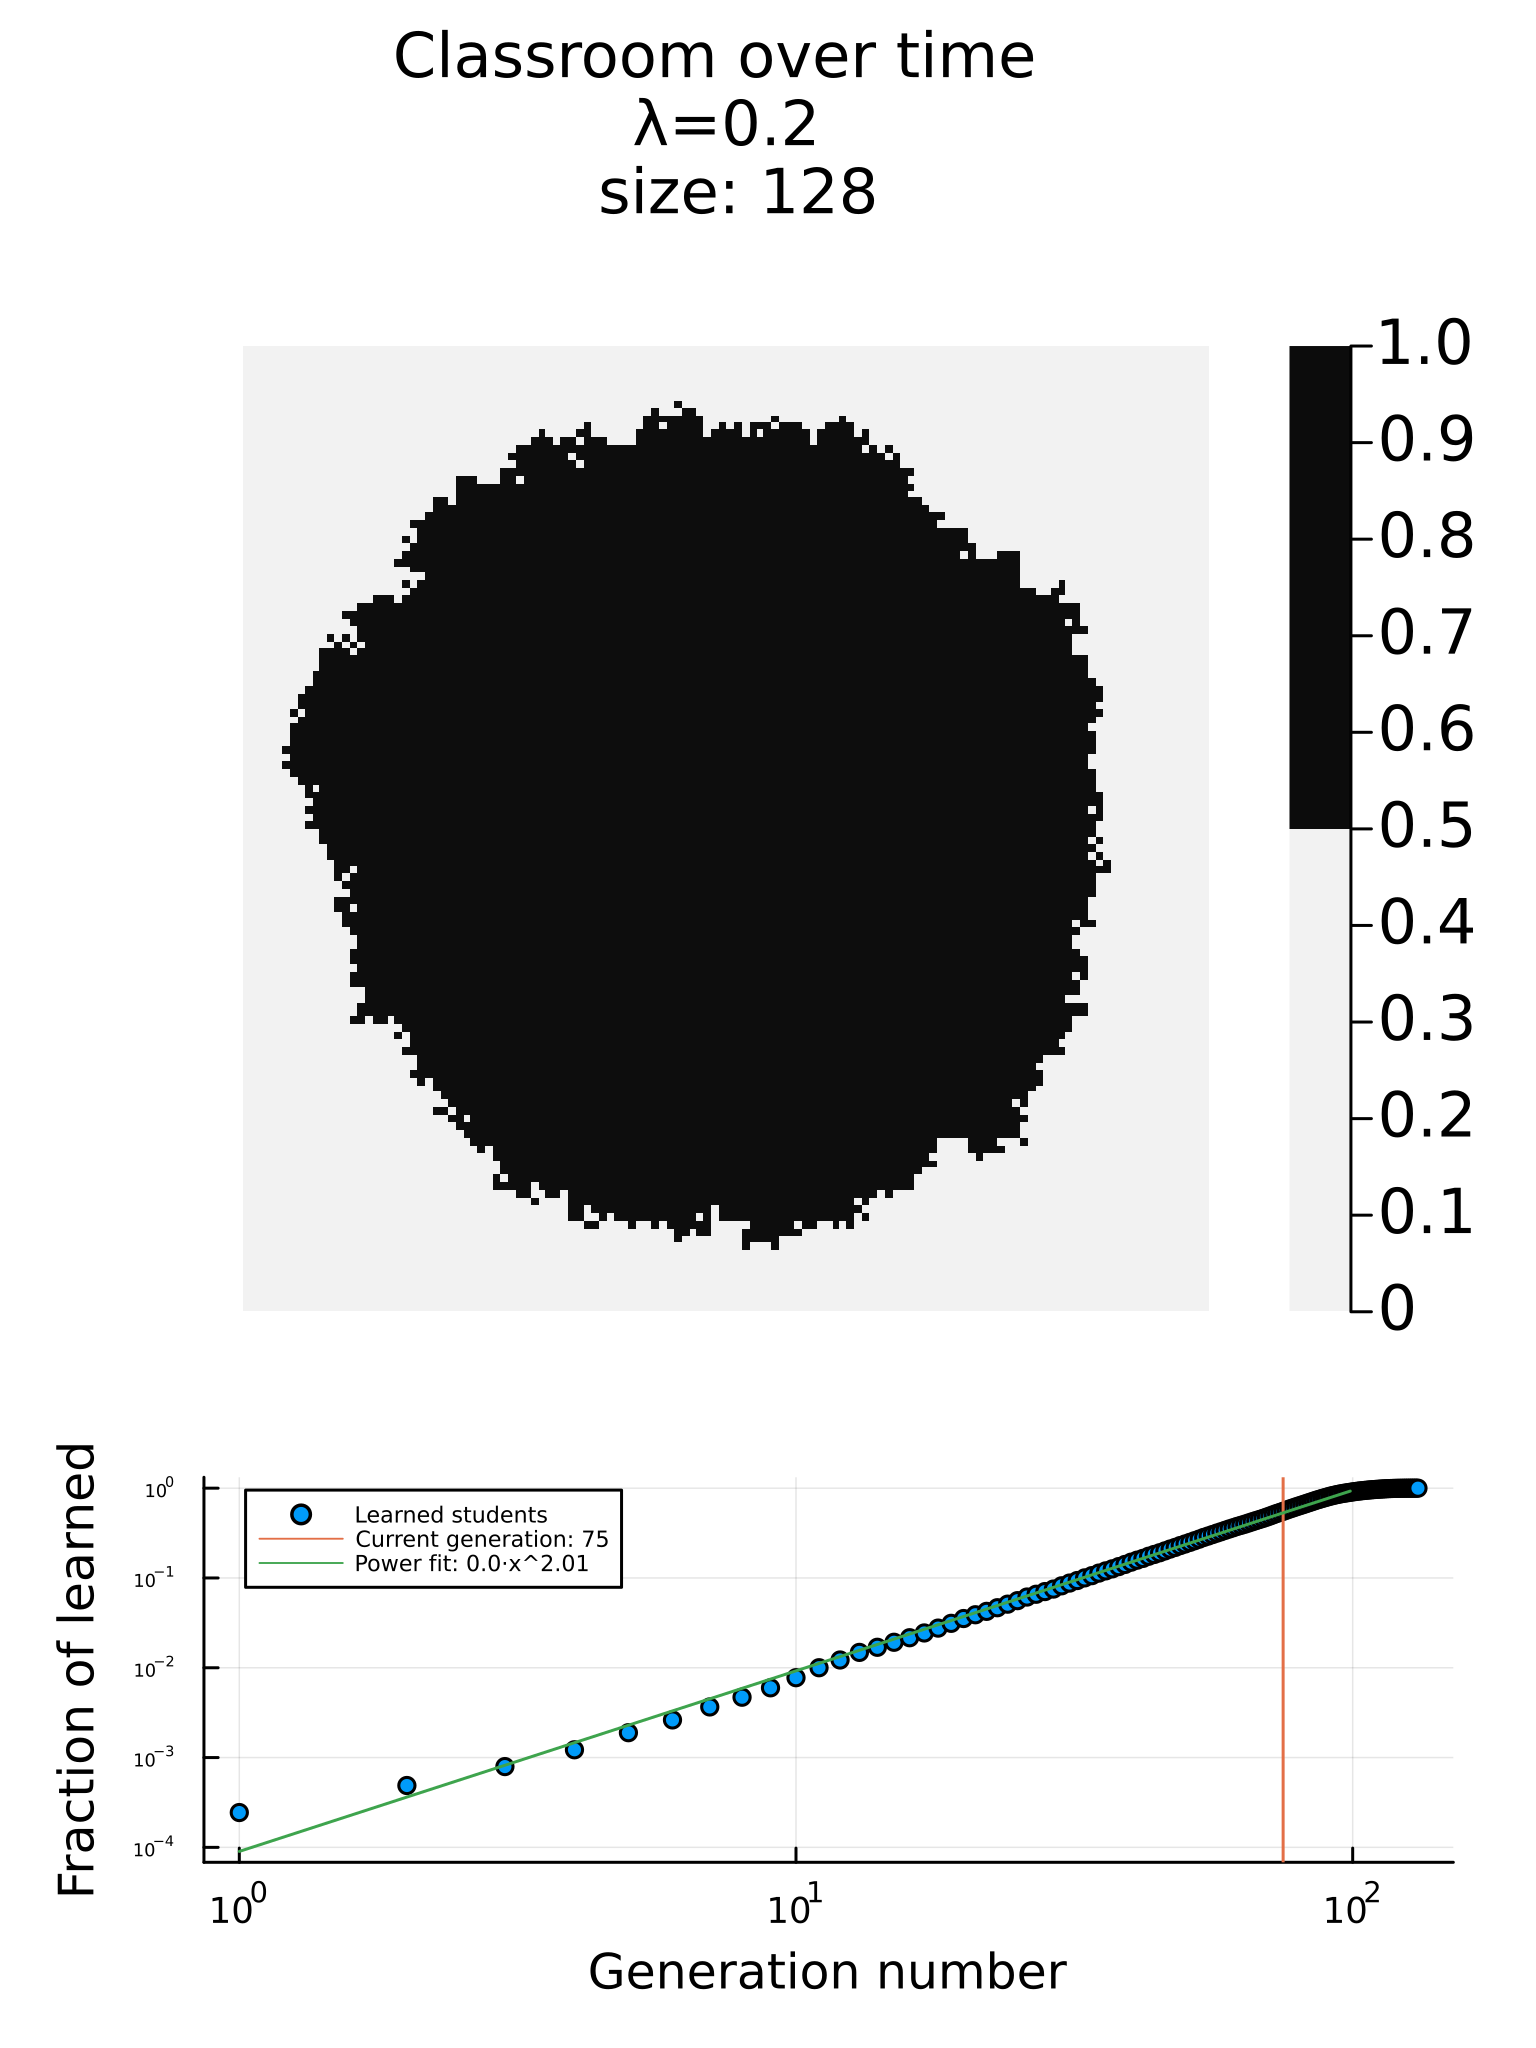 Classroom over time
λ=0.2
size: 128
1.0
0.9
0.8
0.7
0.6
0.5
0.4
0.3
0.2
0.1
0
Fraction of learned
10^0
10^-1
10^-2
10^-3
10^-4
Learned students
Current generation: 75
Power fit: 0.0·x^2.01
10^0
10^1
10^2
Generation number